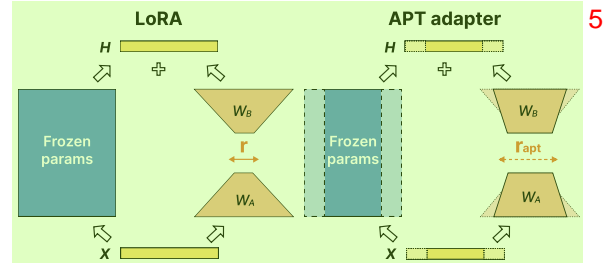 LoRA
APT adapter
5
H
H
+
+
Frozen
params
W_B
Frozen
params
W_B
r
r_apt
W_A
W_A
X
X